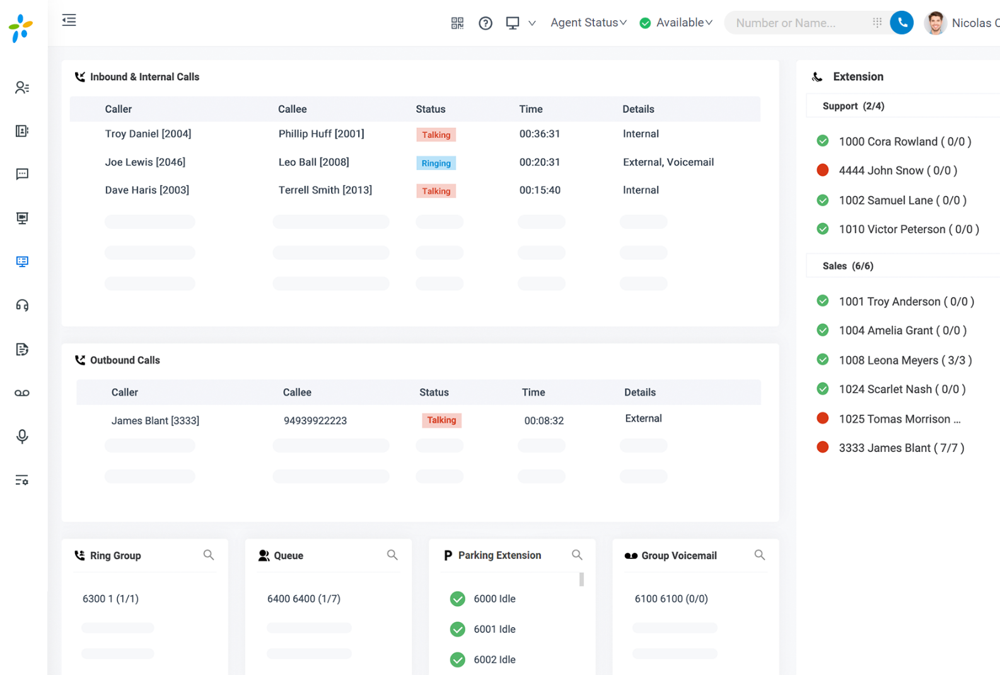 Agent Status
Available
Number or Name...
Nicolas
Inbound & Internal Calls
Caller Callee Status Time Details
Troy Daniel [2004] Phillip Huff [2001] Talking 00:36:31 Internal
Joe Lewis [2046] Leo Ball [2008] Ringing 00:20:31 External, Voicemail
Dave Haris [2003] Terrell Smith [2013] Talking 00:15:40 Internal
Outbound Calls
Caller Callee Status Time Details
James Blant [3333] 94939922223 Talking 00:08:32 External
Ring Group
6300 1 (1/1)
Queue
6400 6400 (1/7)
P Parking Extension
6000 Idle
6001 Idle
6002 Idle
Group Voicemail
6100 6100 (0/0)
Extension
Support (2/4)
1000 Cora Rowland ( 0/0 )
4444 John Snow ( 0/0 )
1002 Samuel Lane ( 0/0 )
1010 Victor Peterson ( 0/0 )
Sales (6/6)
1001 Troy Anderson ( 0/0 )
1004 Amelia Grant ( 0/0 )
1008 Leona Meyers ( 3/3 )
1024 Scarlet Nash ( 0/0 )
1025 Tomas Morrison ...
3333 James Blant ( 7/7 )